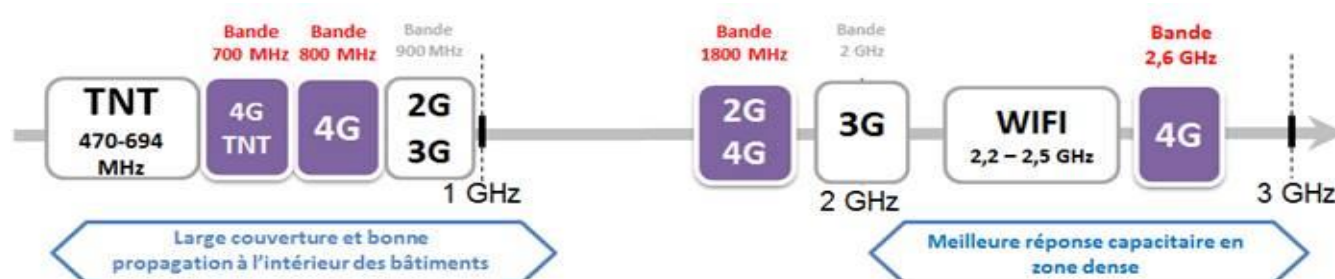 Bande
700 MHz
Bande
800 MHz
Bande
900 MHz
Bande
1800 MHz
Bande
2 GHz
Bande
2,6 GHz
TNT
470-694
MHz
4G
TNT
4G
2G
3G
2G
4G
3G
WIFI
2,2 – 2,5 GHz
4G
1 GHz
2 GHz
3 GHz
Large couverture et bonne
propagation à l'intérieur des bâtiments
Meilleure réponse capacitaire en
zone dense